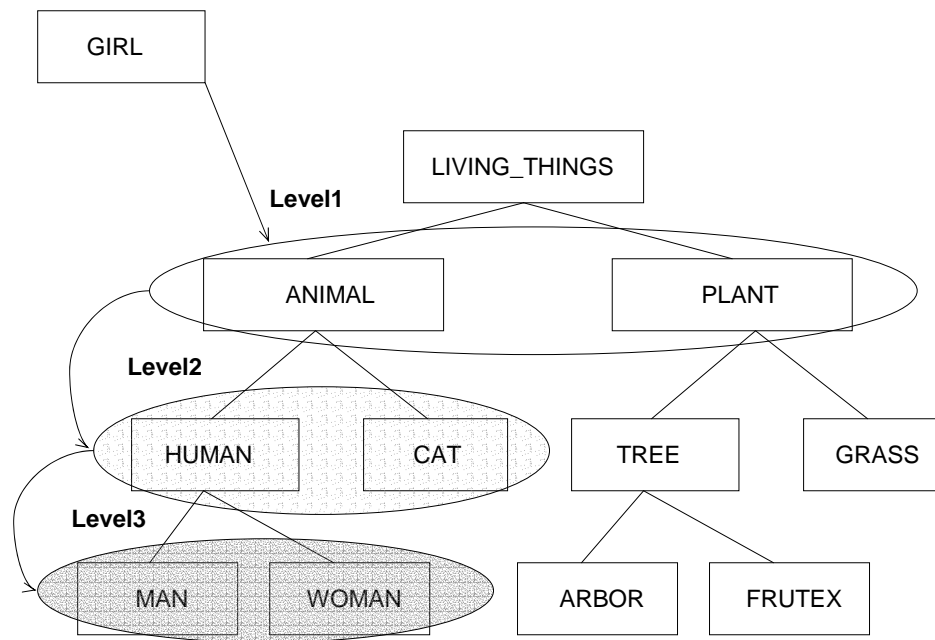 GIRL
LIVING_THINGS
Level1
ANIMAL
PLANT
Level2
HUMAN
CAT
TREE
GRASS
Level3
MAN
WOMAN
ARBOR
FRUTEX